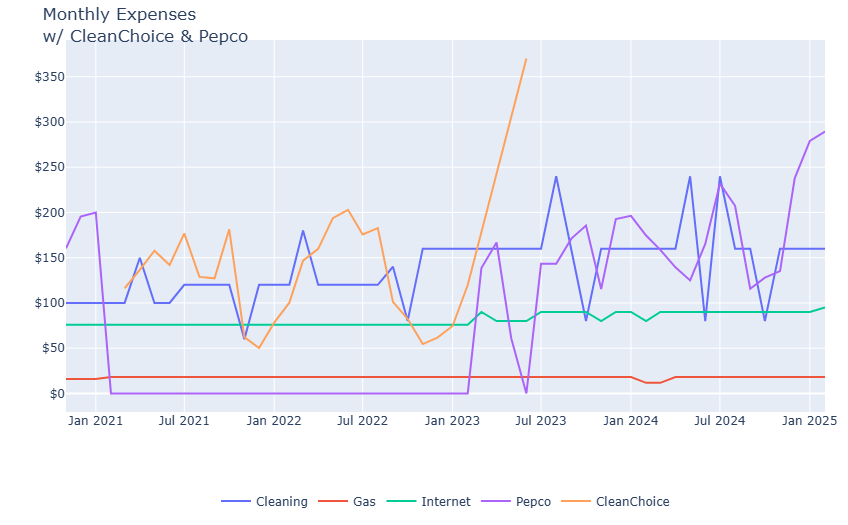 Monthly Expenses
w/ CleanChoice & Pepco
$350
$300
$250
$200
$150
$100
$50
$0
Jan 2021 Jul 2021 Jan 2022 Jul 2022 Jan 2023 Jul 2023 Jan 2024 Jul 2024 Jan 2025
Cleaning Gas Internet Pepco CleanChoice